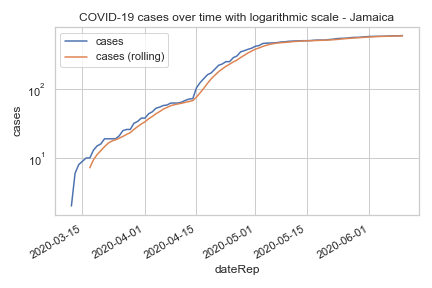 COVID-19 cases over time with logarithmic scale - Jamaica
cases
cases (rolling)
10²
10¹
cases
2020-03-15
2020-04-01
2020-04-15
2020-05-01
2020-05-15
2020-06-01
dateRep